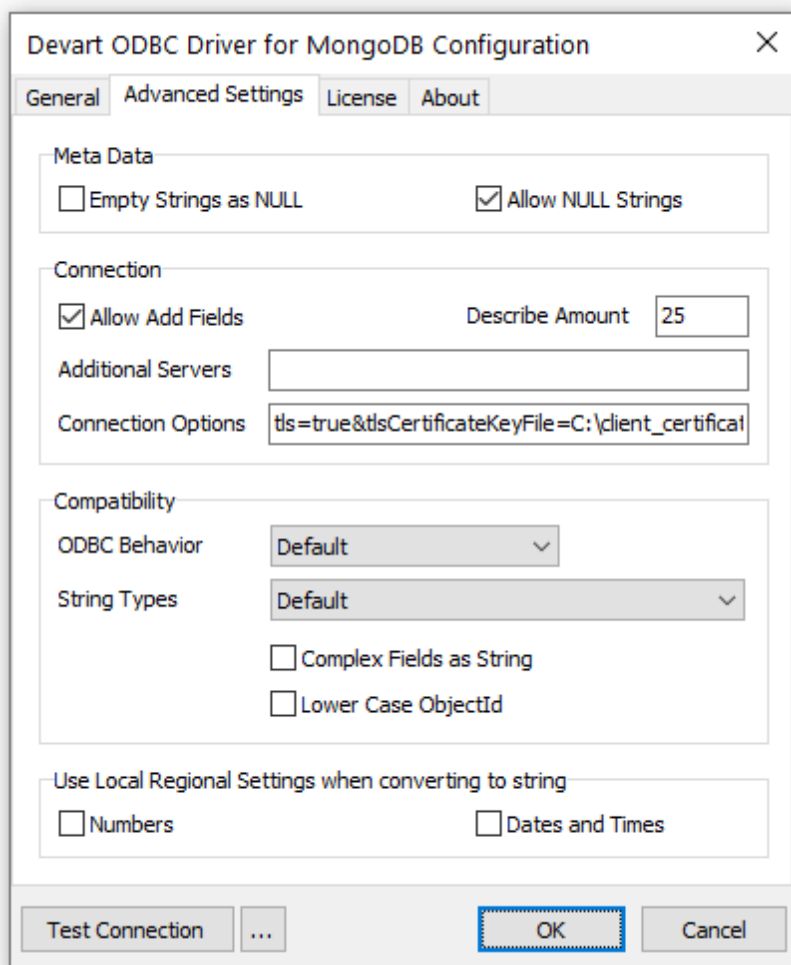 Devart ODBC Driver for MongoDB Configuration
General Advanced Settings License About
Meta Data
Empty Strings as NULL Allow NULL Strings
Connection
Allow Add Fields Describe Amount 25
Additional Servers
Connection Options tls=true&tlsCertificateKeyFile=C:\client_certificat
Compatibility
ODBC Behavior Default
String Types Default
Complex Fields as String
Lower Case ObjectId
Use Local Regional Settings when converting to string
Numbers Dates and Times
Test Connection ... OK Cancel